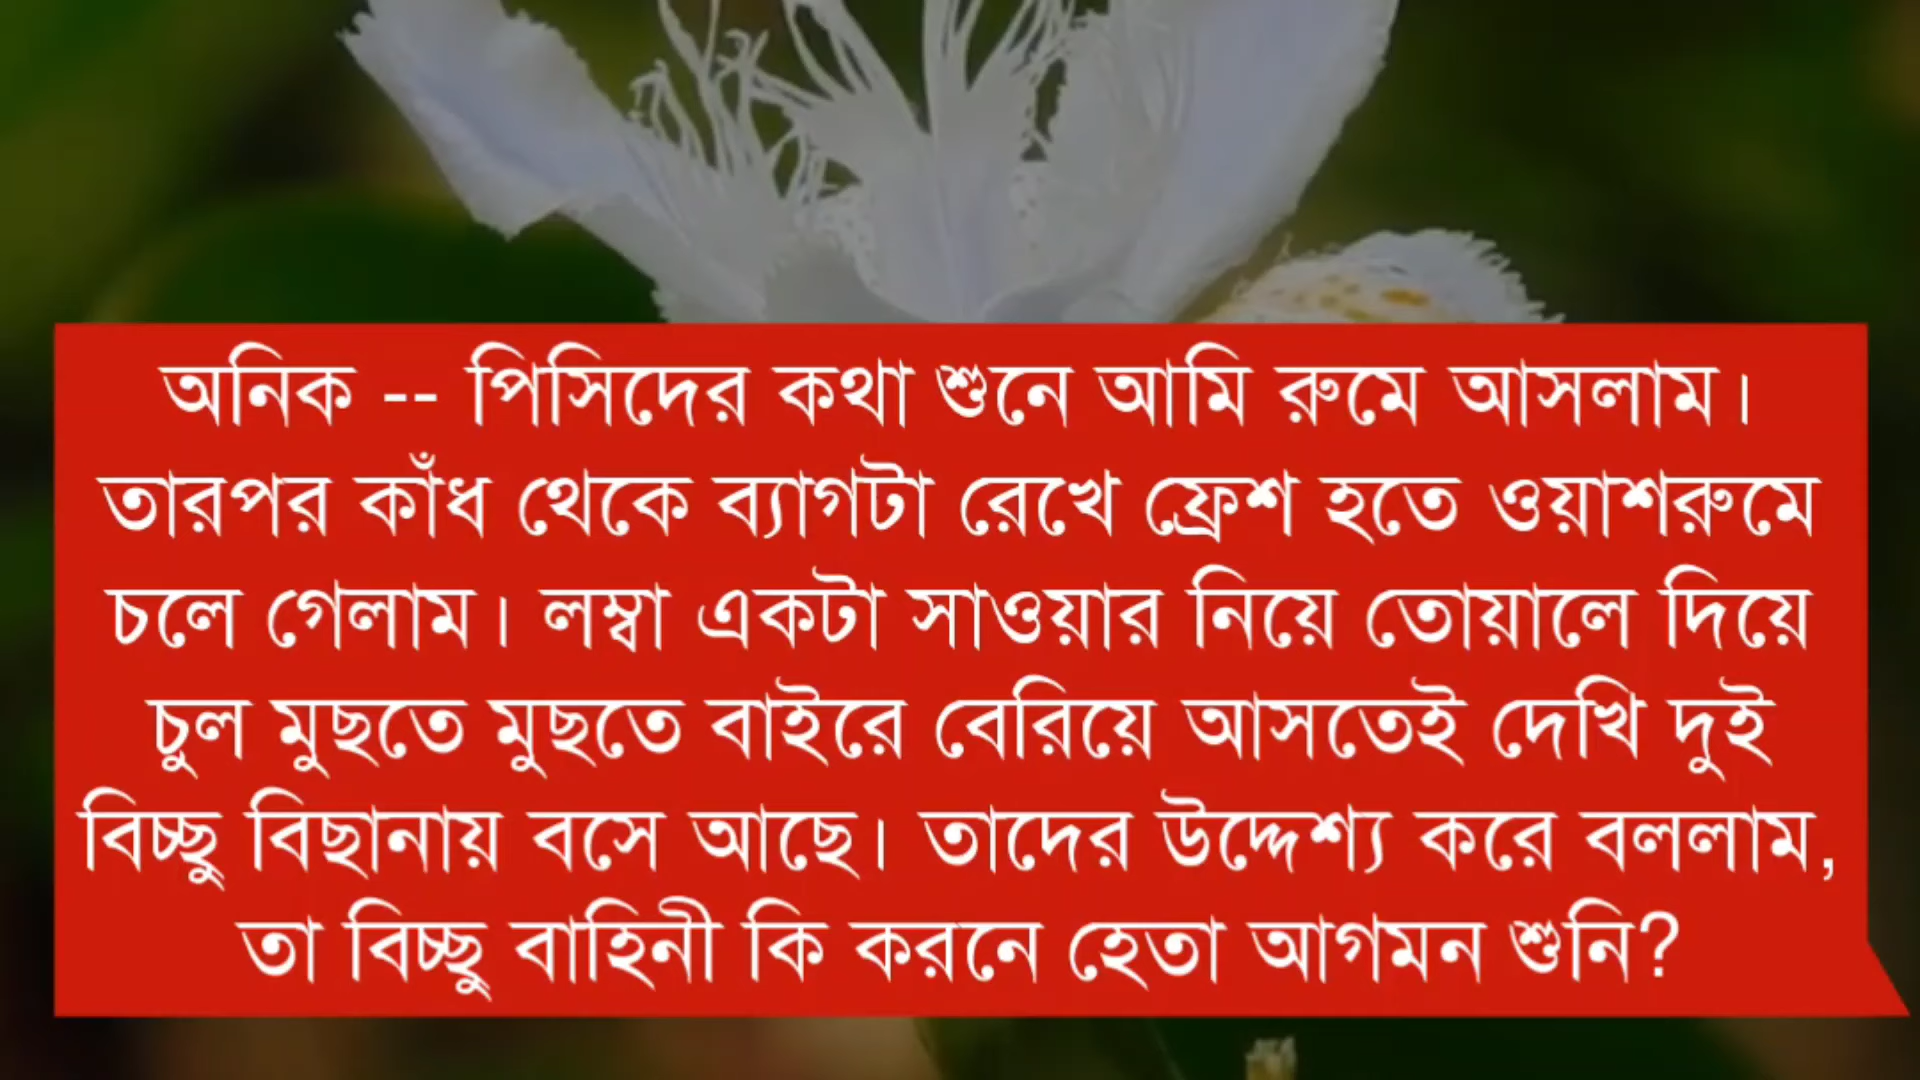 অনিক -- পিসিদের কথা শুনে আমি রুমে আসলাম।
তারপর কাঁধ থেকে ব্যাগটা রেখে ফ্রেশ হতে ওয়াশরুমে
চলে গেলাম। লম্বা একটা সাওয়ার নিয়ে তোয়ালে দিয়ে
চুল মুছতে মুছতে বাইরে বেরিয়ে আসতেই দেখি দুই
বিচ্ছু বিছানায় বসে আছে। তাদের উদ্দেশ্য করে বললাম,
তা বিচ্ছু বাহিনী কি করনে হেতা আগমন শুনি?